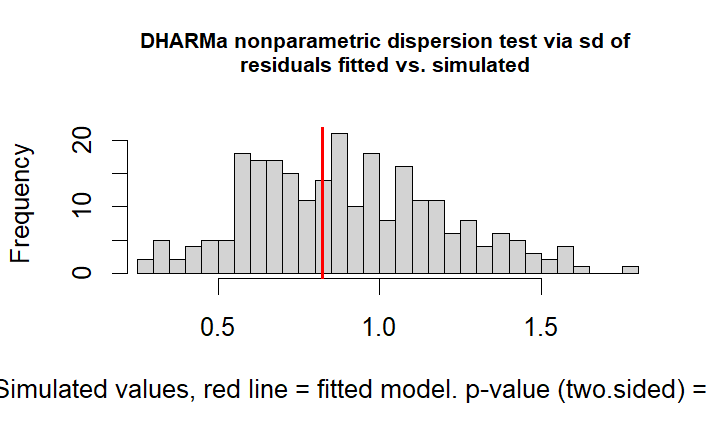 DHARMa nonparametric dispersion test via sd of
residuals fitted vs. simulated
Frequency
20
10
0
0.5 1.0 1.5
Simulated values, red line = fitted model. p-value (two.sided) =